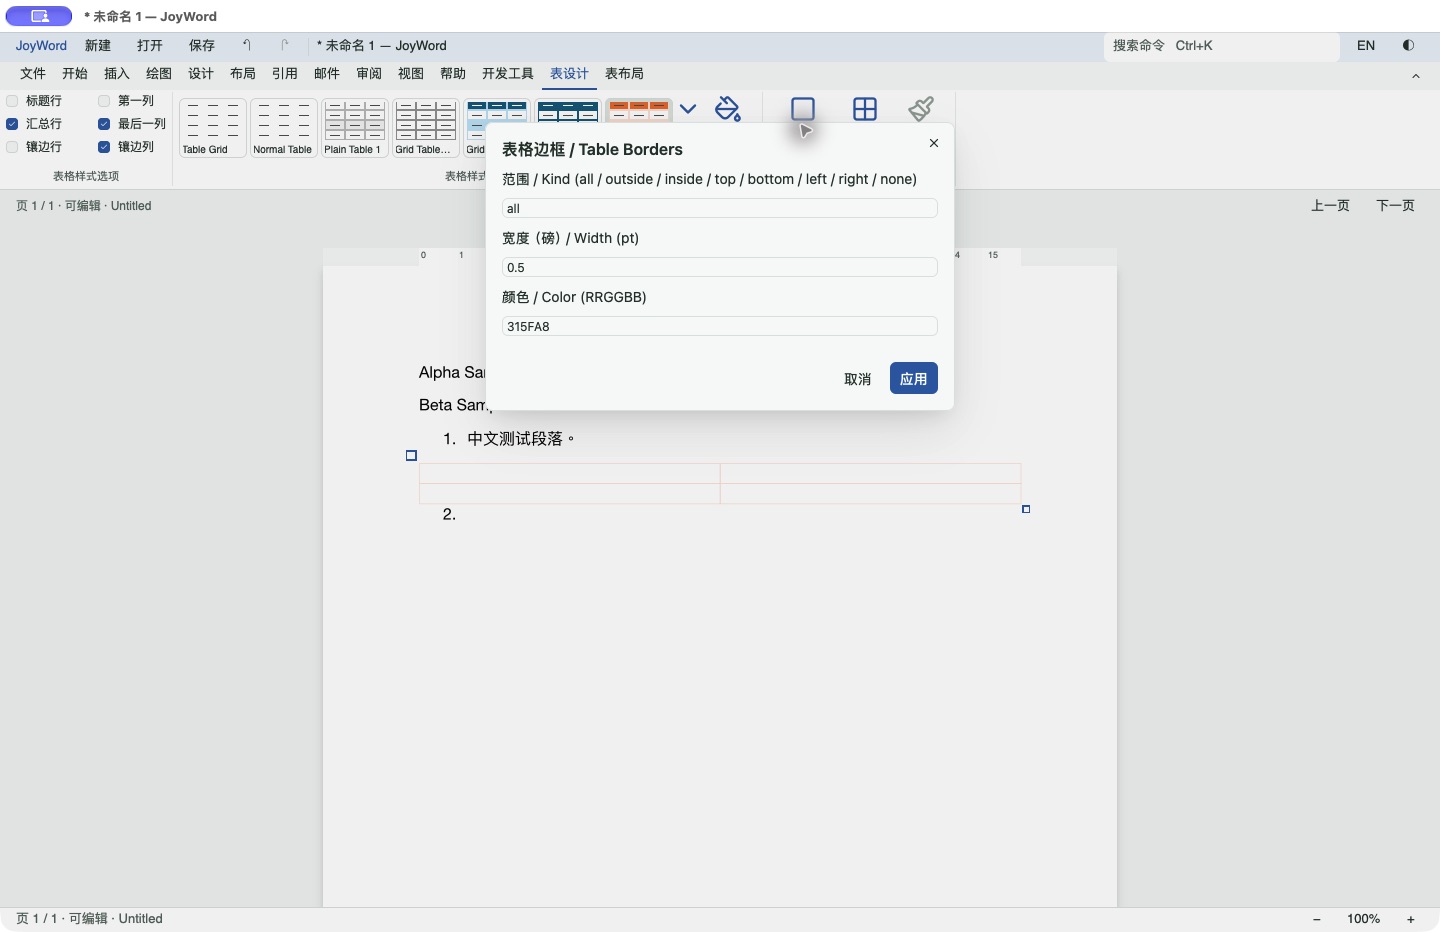 * 未命名 1 — JoyWord
JoyWord 新建 打开 保存 * 未命名 1 — JoyWord 搜索命令 Ctrl+K EN
文件 开始 插入 绘图 设计 布局 引用 邮件 审阅 视图 帮助 开发工具 表设计 表布局
标题行 第一列
汇总行 最后一列
镶边行 镶边列
Table Grid Normal Table Plain Table 1 Grid Table... Grid
表格样式选项 表格样式
表格边框 / Table Borders
范围 / Kind (all / outside / inside / top / bottom / left / right / none)
all
宽度（磅）/ Width (pt)
0.5
颜色 / Color (RRGGBB)
315FA8
取消 应用
页 1 / 1 · 可编辑 · Untitled 上一页 下一页
0 1 4 15
Alpha
Beta
1. 中文测试段落。
2.
页 1 / 1 · 可编辑 · Untitled − 100% +